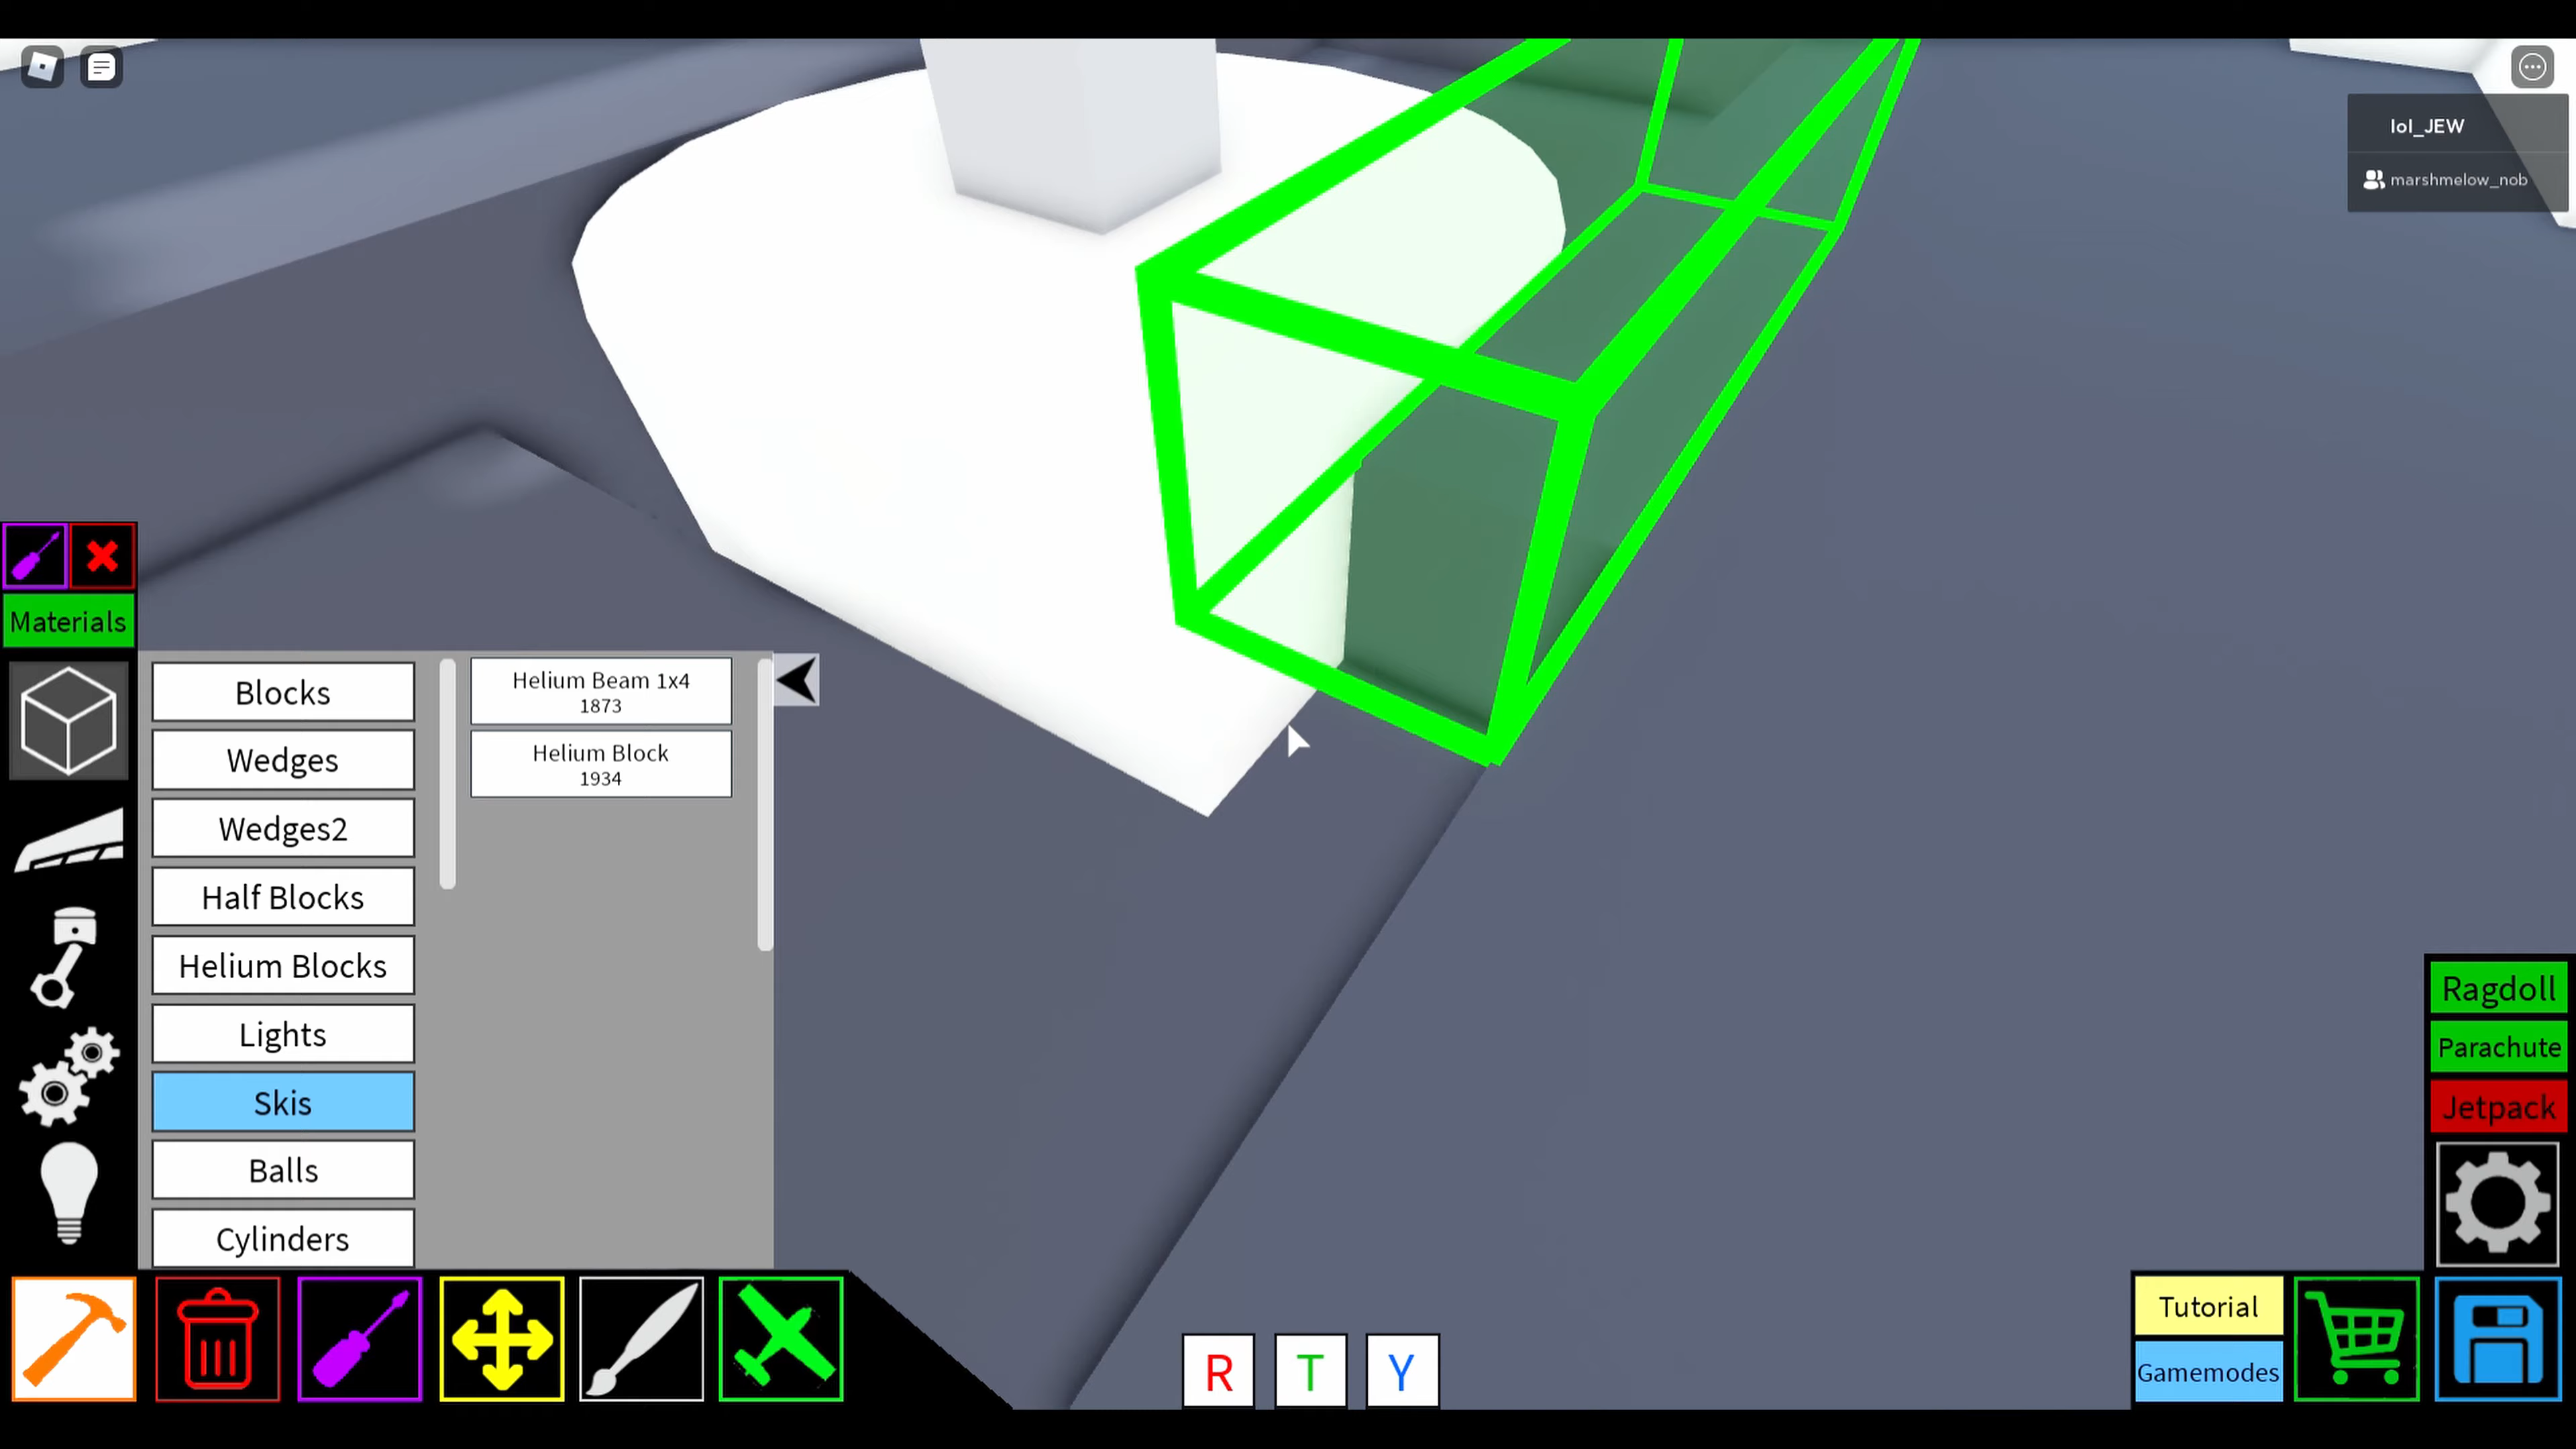 lol_JEW
marshmelow_nob
Materials
Blocks
Wedges
Wedges2
Half Blocks
Helium Blocks
Lights
Skis
Balls
Cylinders
Helium Beam 1x4
1873
Helium Block
1934
Ragdoll
Parachute
Jetpack
Tutorial
Gamemodes
R T Y